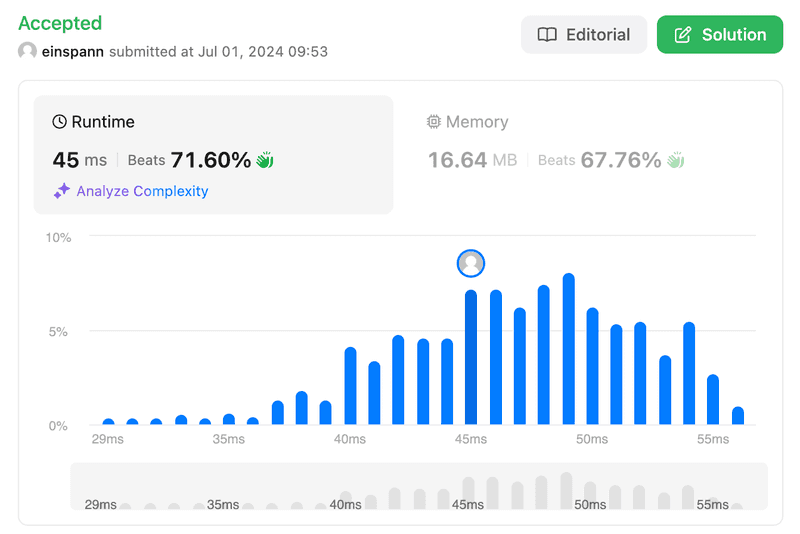 Accepted
einspann submitted at Jul 01, 2024 09:53
Editorial
Solution
Runtime
45 ms Beats 71.60%
Analyze Complexity
Memory
16.64 MB Beats 67.76%
10%
5%
0%
29ms 35ms 40ms 45ms 50ms 55ms
29ms 35ms 40ms 45ms 50ms 55ms